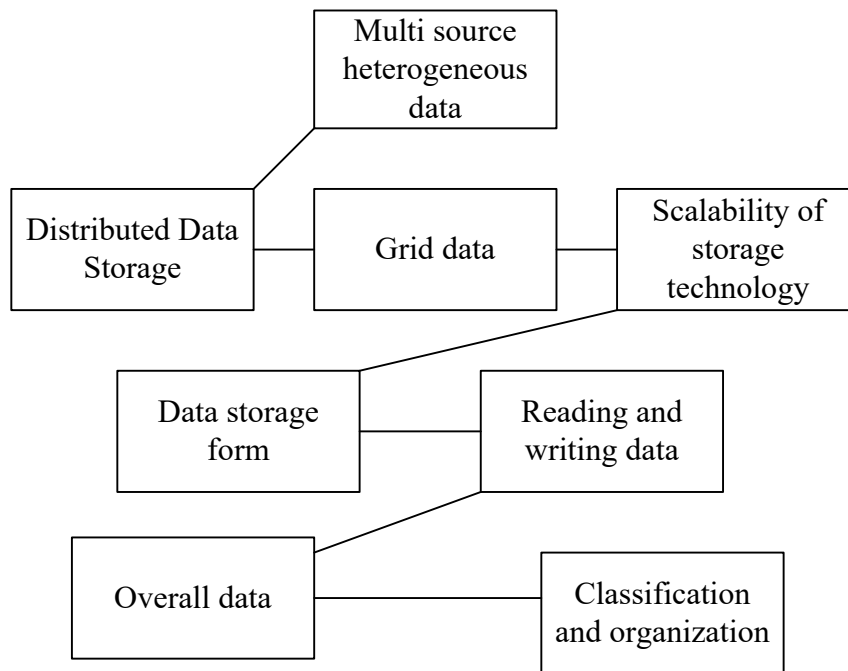 Multi source
heterogeneous
data
Distributed Data
Storage
Grid data
Scalability of
storage
technology
Data storage
form
Reading and
writing data
Overall data
Classification
and organization